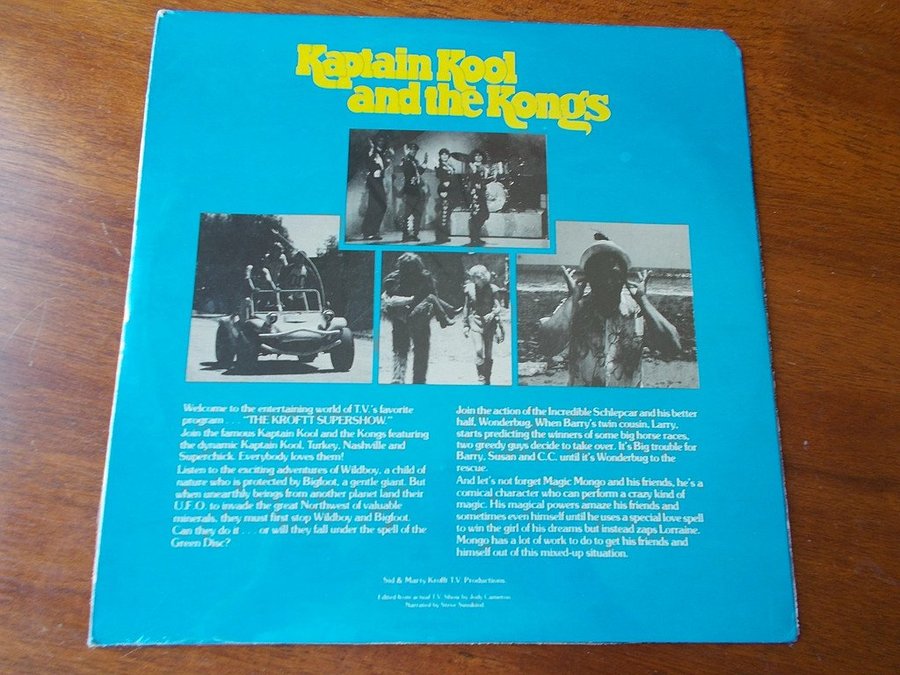 Kaptain Kool
and the Kongs
Welcome to the entertaining world of T.V.'s favorite
program . . . "THE KROFTT SUPERSHOW."
Join the famous Kaptain Kool and the Kongs featuring
the dynamic Kaptain Kool, Turkey, Nashville and
Superchick. Everybody loves them!
Listen to the exciting adventures of Wildboy, a child of
nature who is protected by Bigfoot, a gentle giant. But
when unearthly beings from another planet land their
U.F.O. to invade the great Northwest of valuable
minerals, they must first stop Wildboy and Bigfoot.
Can they do it . . . or will they fall under the spell of the
Green Disc?
Join the action of the Incredible Schlepcar and his better
half, Wonderbug. When Barry's twin cousin, Larry,
starts predicting the winners of some big horse races,
two greedy guys decide to take over. It's Big trouble for
Barry, Susan and C.C. until it's Wonderbug to the
rescue.
And let's not forget Magic Mongo and his friends, he's a
comical character who can perform a crazy kind of
magic. His magical powers amaze his friends and
sometimes even himself until he uses a special love spell
to win the girl of his dreams but instead zaps Lorraine.
Mongo has a lot of work to do to get his friends and
himself out of this mixed-up situation.
Sid & Marty Krofft T.V. Productions
Edited from actual T.V. Show by Jody Cameron
Narrated by Steve